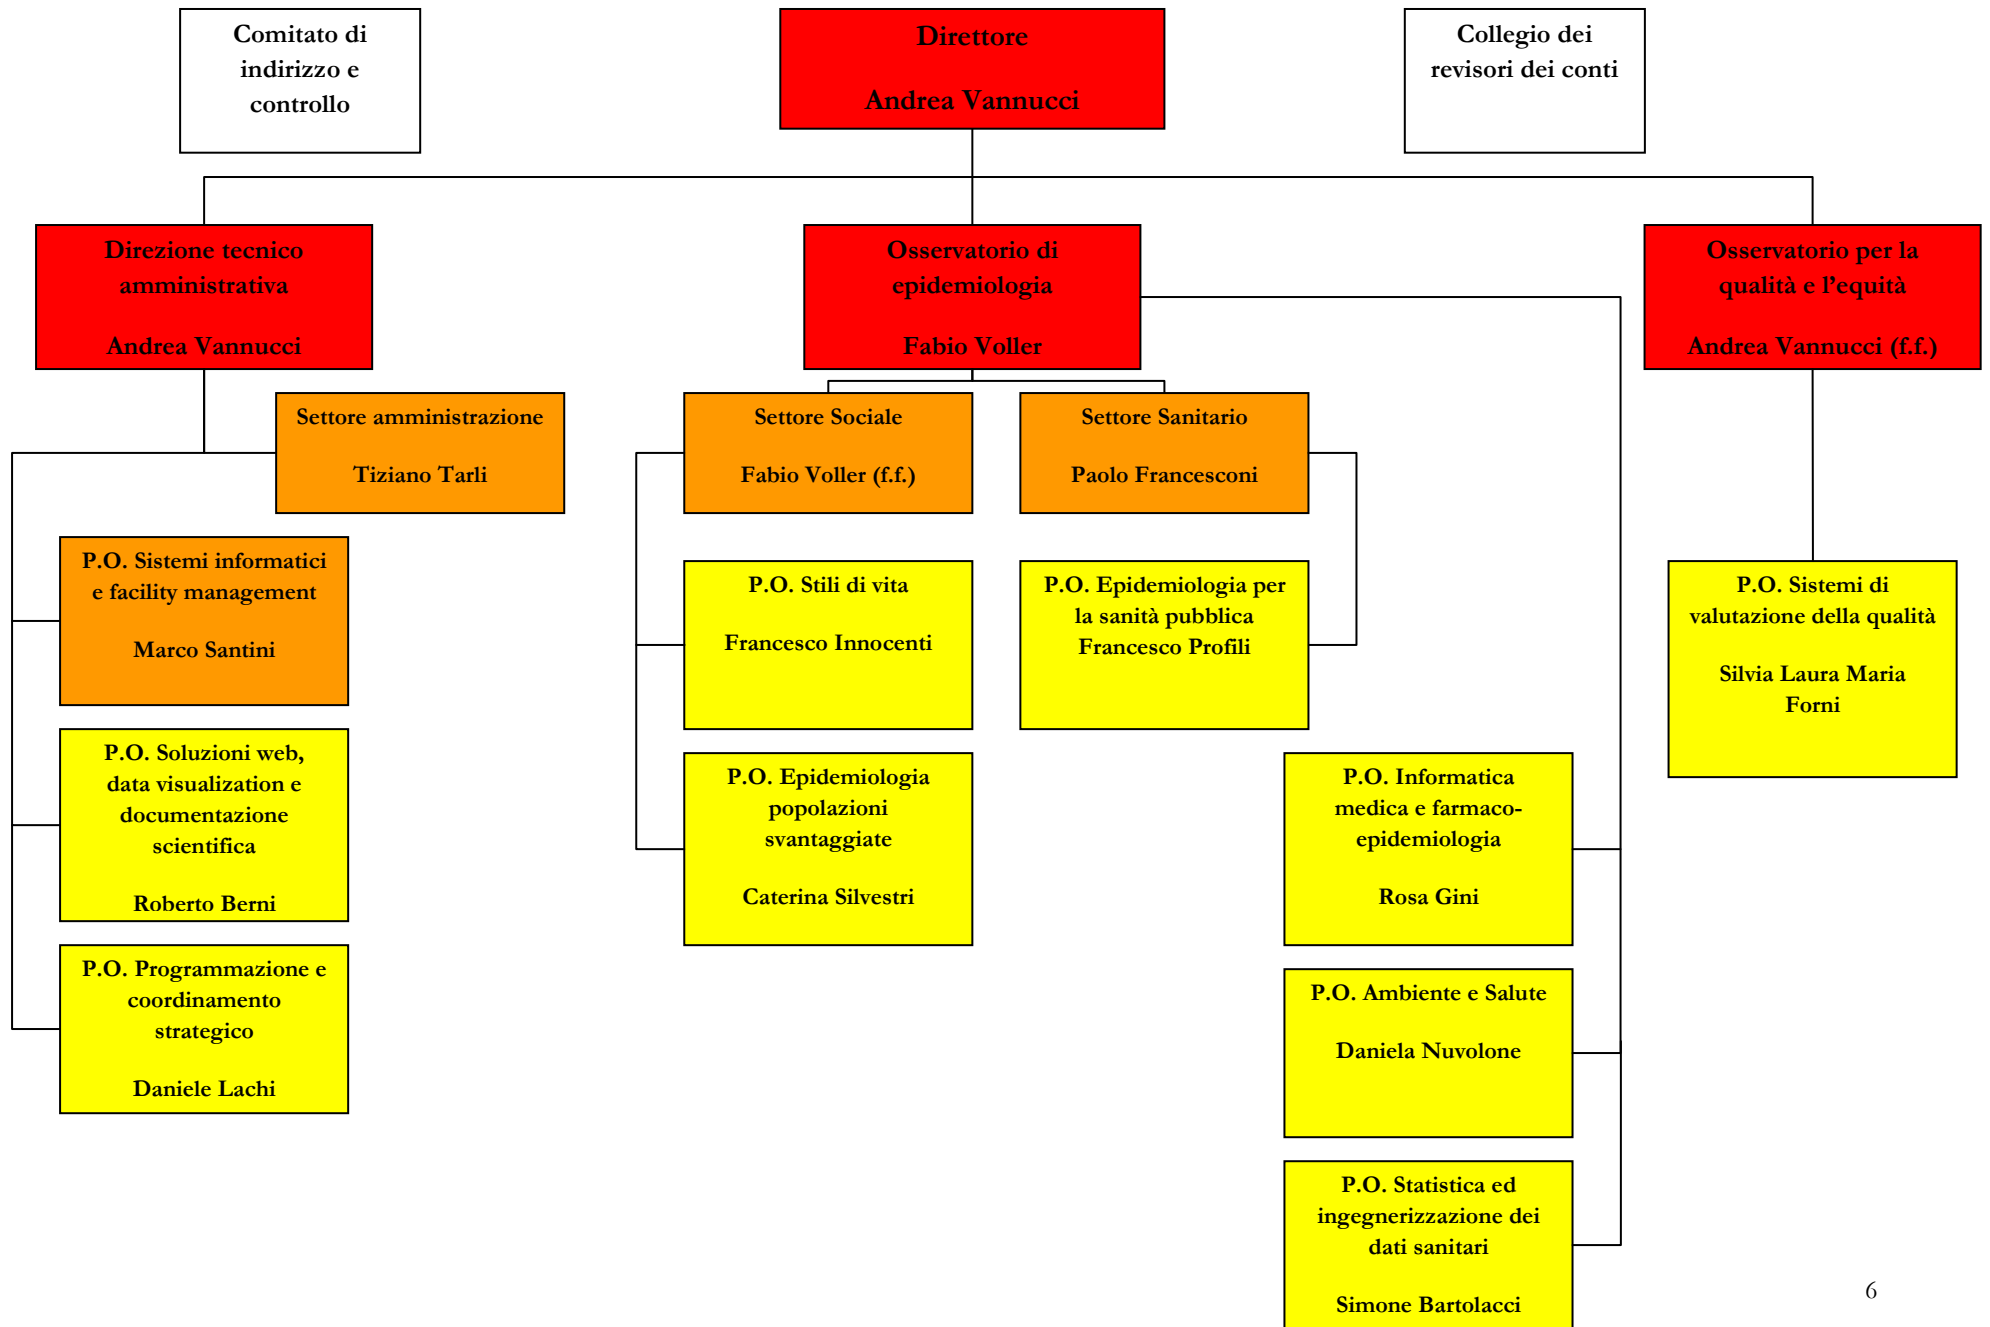 Comitato di
indirizzo e
controllo
Direttore
Andrea Vannucci
Collegio dei
revisori dei conti
Direzione tecnico
amministrativa
Andrea Vannucci
Osservatorio di
epidemiologia
Fabio Voller
Osservatorio per la
qualità e l’equità
Andrea Vannucci (f.f.)
Settore amministrazione
Tiziano Tarli
Settore Sociale
Fabio Voller (f.f.)
Settore Sanitario
Paolo Francesconi
P.O. Sistemi informatici
e facility management
Marco Santini
P.O. Stili di vita
Francesco Innocenti
P.O. Epidemiologia per
la sanità pubblica
Francesco Profili
P.O. Sistemi di
valutazione della qualità
Silvia Laura Maria
Forni
P.O. Soluzioni web,
data visualization e
documentazione
scientifica
Roberto Berni
P.O. Epidemiologia
popolazioni
svantaggiate
Caterina Silvestri
P.O. Informatica
medica e farmaco-
epidemiologia
Rosa Gini
P.O. Programmazione e
coordinamento
strategico
Daniele Lachi
P.O. Ambiente e Salute
Daniela Nuvolone
P.O. Statistica ed
ingegnerizzazione dei
dati sanitari
Simone Bartolacci
6